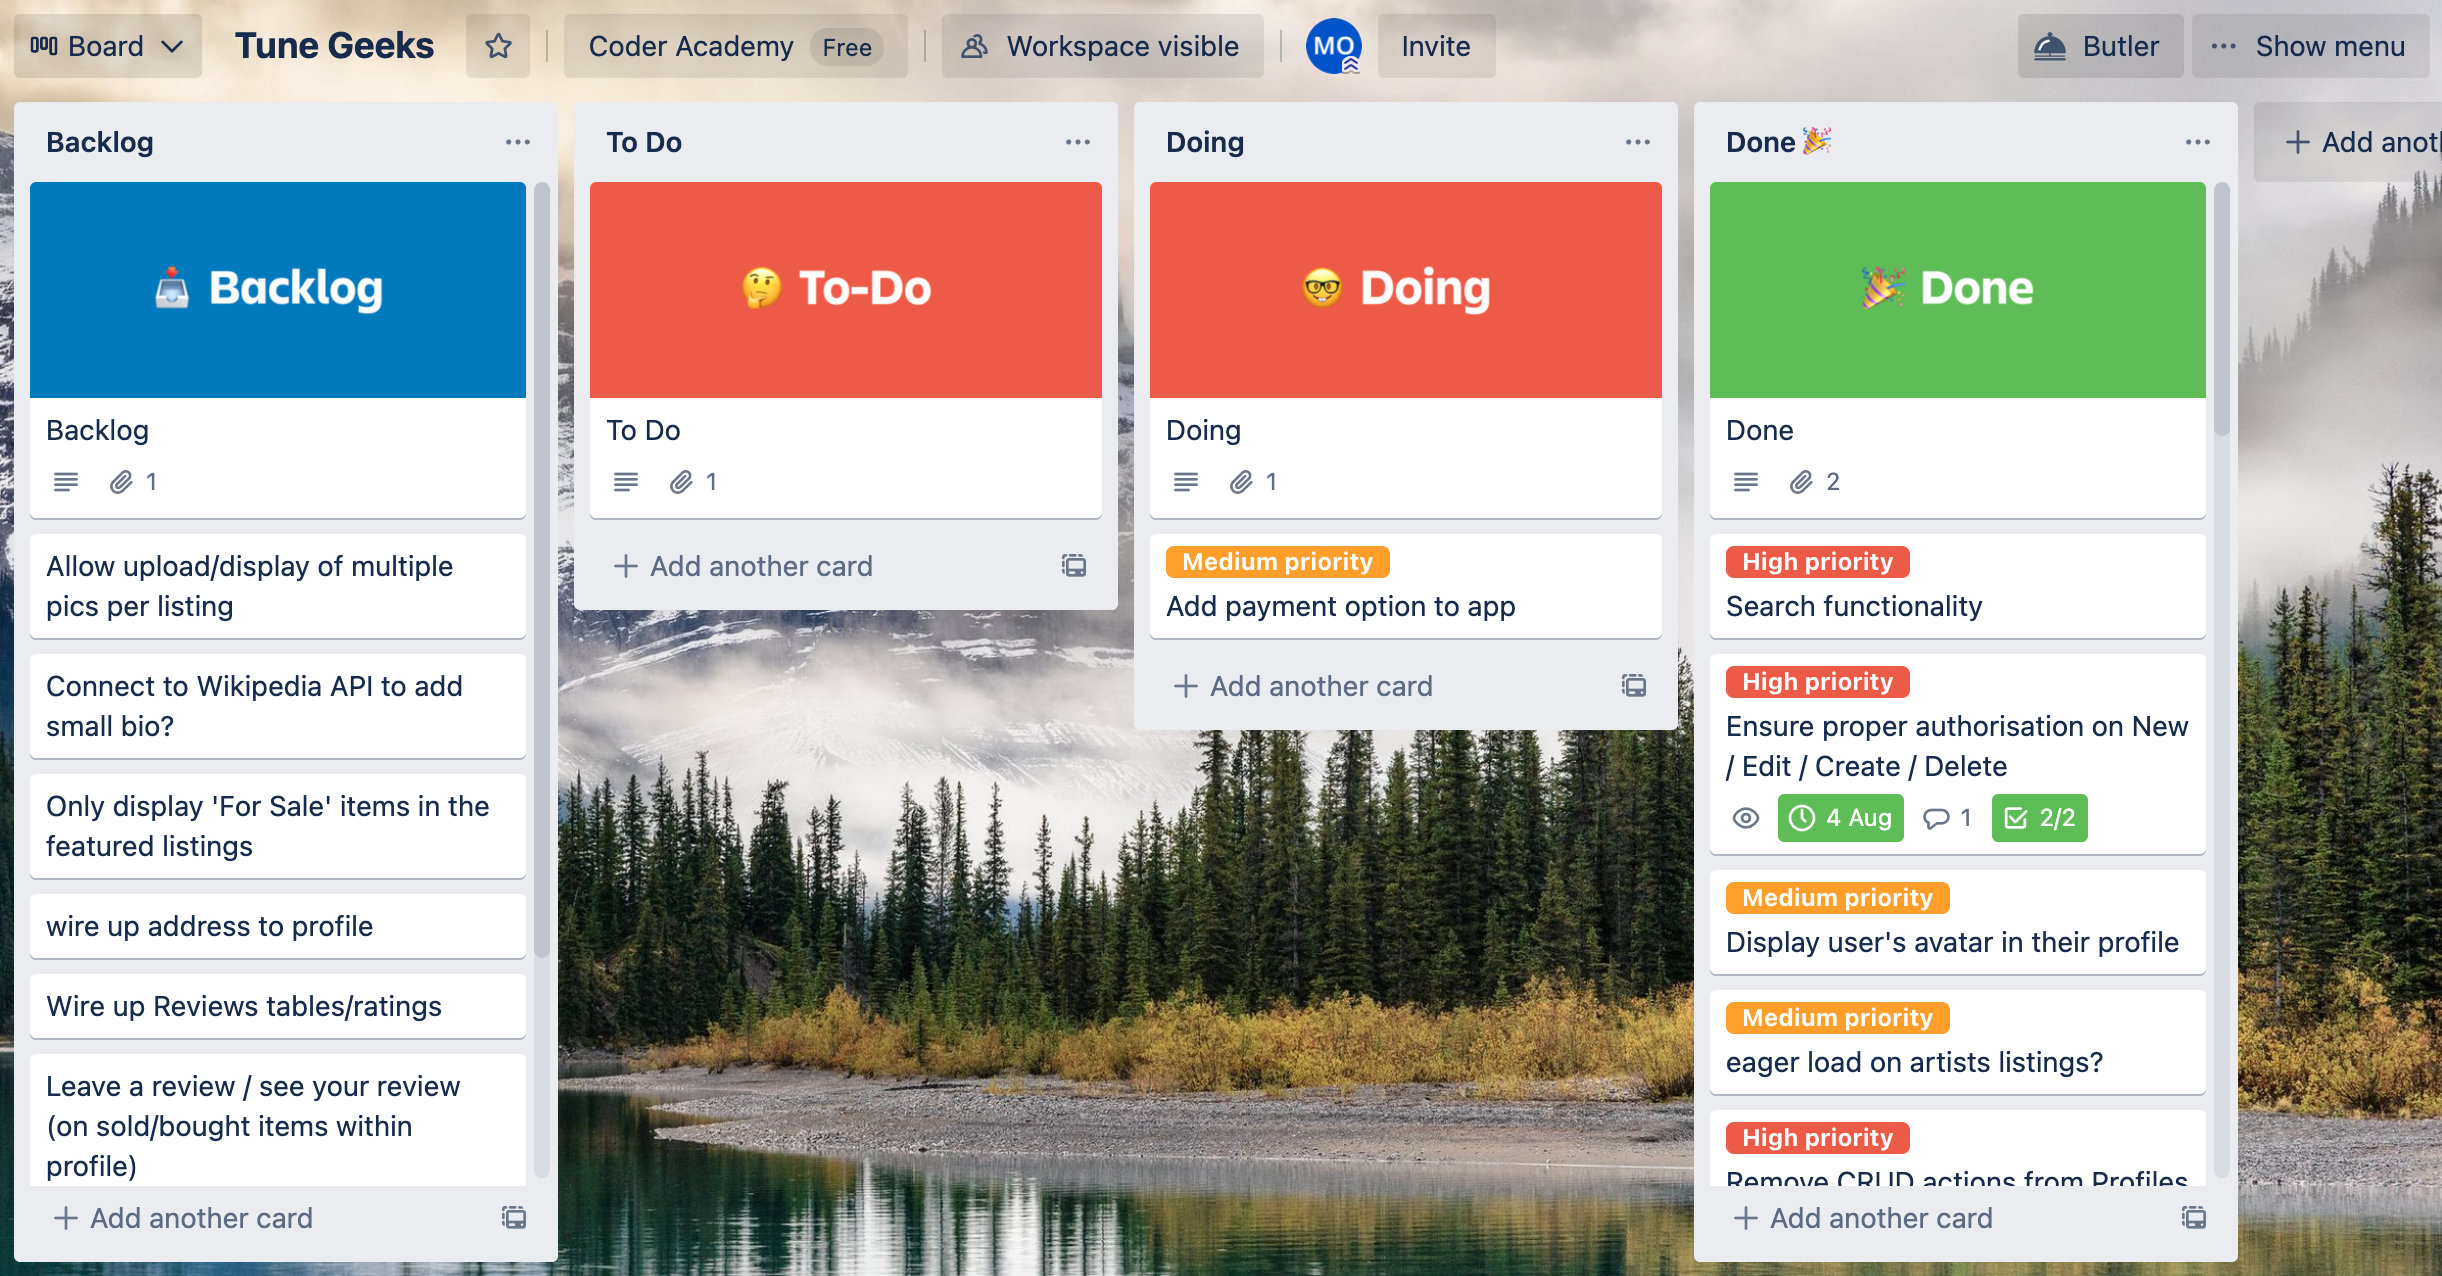 Board
Tune Geeks
Coder Academy Free
Workspace visible
MO
Invite
Butler
Show menu
Backlog
Backlog
Backlog
1
Allow upload/display of multiple
pics per listing
Connect to Wikipedia API to add
small bio?
Only display 'For Sale' items in the
featured listings
wire up address to profile
Wire up Reviews tables/ratings
Leave a review / see your review
(on sold/bought items within
profile)
+ Add another card
To Do
To-Do
To Do
1
+ Add another card
Doing
Doing
Doing
1
Medium priority
Add payment option to app
+ Add another card
Done
Done
Done
2
High priority
Search functionality
High priority
Ensure proper authorisation on New
/ Edit / Create / Delete
4 Aug 1 2/2
Medium priority
Display user's avatar in their profile
Medium priority
eager load on artists listings?
High priority
Remove CRUD actions from Profiles
+ Add another card
+ Add anot